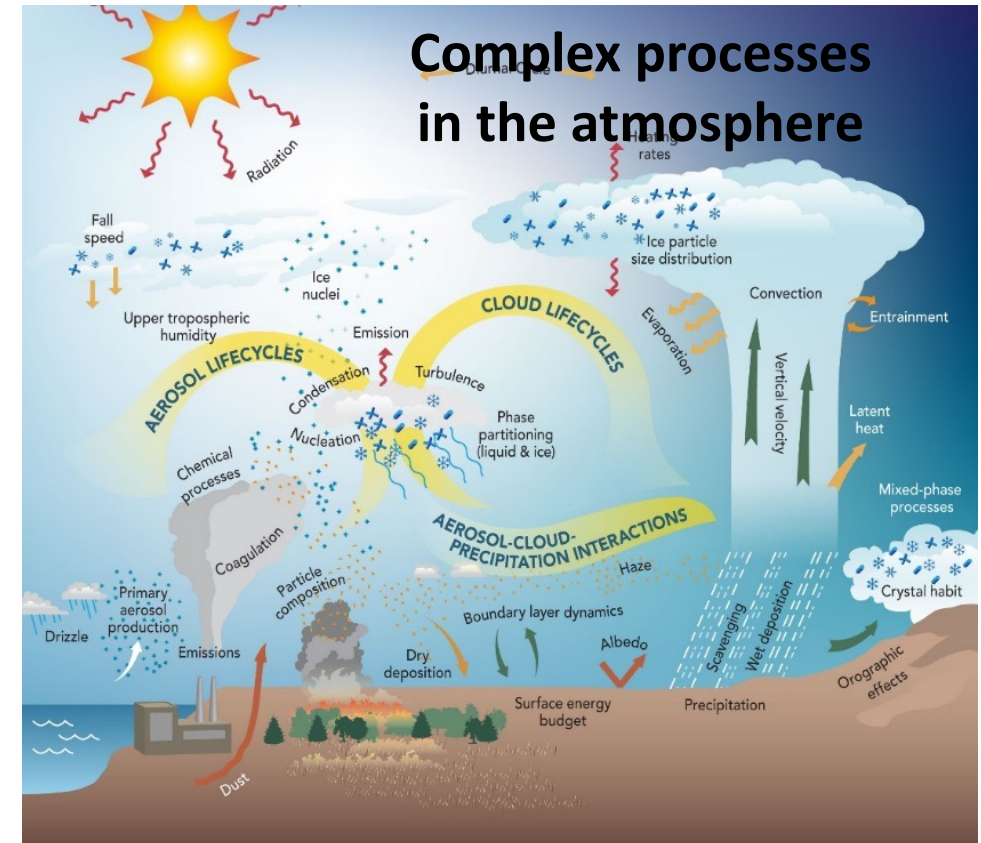 Complex processes
in the atmosphere
Diurnal Cycle
Heating
rates
Radiation
Fall
speed
Ice
nuclei
Ice particle
size distribution
Convection
Entrainment
Evaporation
Upper tropospheric
humidity
Emission
CLOUD LIFECYCLES
AEROSOL LIFECYCLES
Condensation
Turbulence
Vertical velocity
Latent
heat
Nucleation
Phase
partitioning
(liquid & ice)
Chemical
processes
Mixed-phase
processes
AEROSOL-CLOUD-
PRECIPITATION INTERACTIONS
Coagulation
Particle
composition
Haze
Primary
aerosol
production
Drizzle
Emissions
Boundary layer dynamics
Crystal habit
Dry
deposition
Albedo
Scavenging
Wet deposition
Orographic
effects
Surface energy
budget
Precipitation
Dust